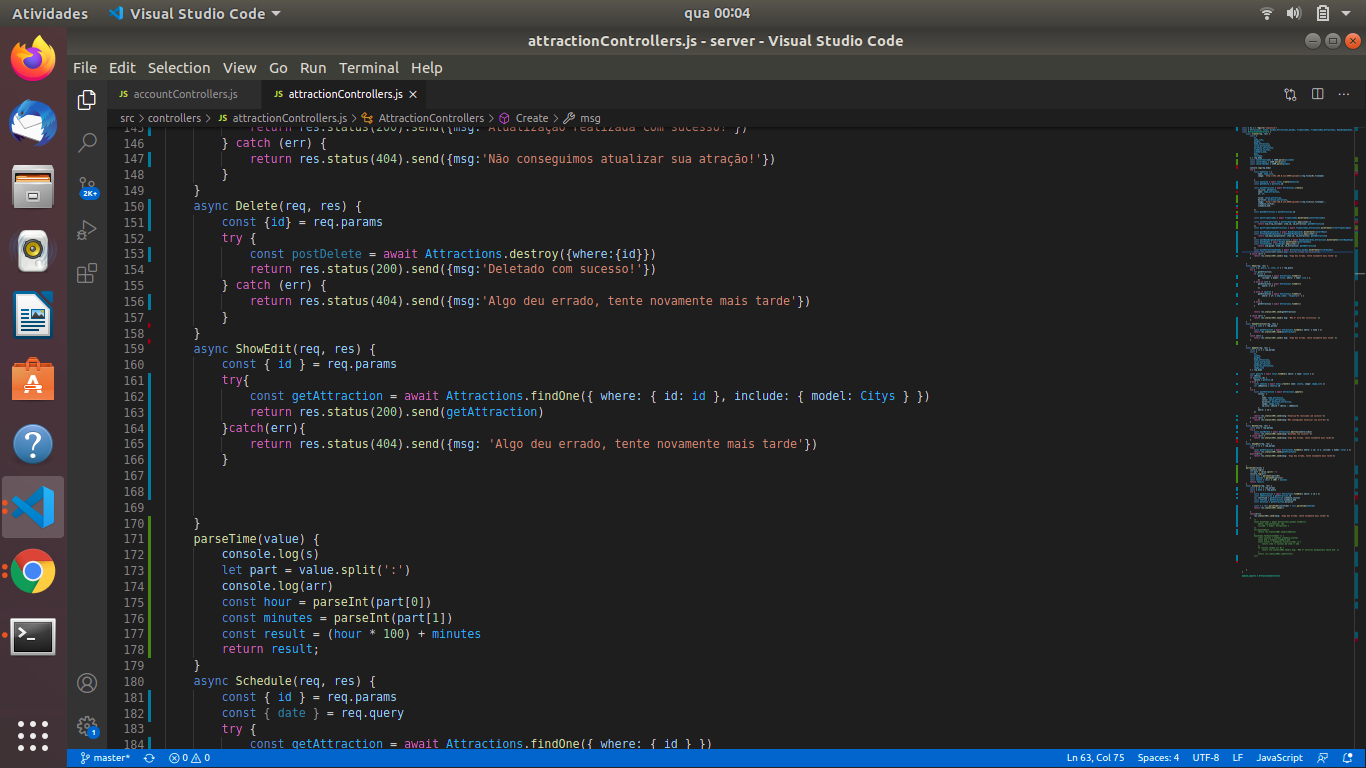 Atividades
Visual Studio Code
qua 00:04
attractionControllers.js - server - Visual Studio Code
File Edit Selection View Go Run Terminal Help
JS accountControllers.js
JS attractionControllers.js
src > controllers > JS attractionControllers.js > AttractionControllers > Create > msg
145 return res.status(200).send({msg:'Atualização realizada com sucesso!'})
146 } catch (err) {
147 return res.status(404).send({msg:'Não conseguimos atualizar sua atração!'})
148 }
149 }
150 async Delete(req, res) {
151 const {id} = req.params
152 try {
153 const postDelete = await Attractions.destroy({where:{id}})
154 return res.status(200).send({msg:'Deletado com sucesso!'})
155 } catch (err) {
156 return res.status(404).send({msg:'Algo deu errado, tente novamente mais tarde'})
157 }
158 }
159 async ShowEdit(req, res) {
160 const { id } = req.params
161 try{
162 const getAttraction = await Attractions.findOne({ where: { id: id }, include: { model: Citys } })
163 return res.status(200).send(getAttraction)
164 }catch(err){
165 return res.status(404).send({msg: 'Algo deu errado, tente novamente mais tarde'})
166 }
167
168
169
170 }
171 parseTime(value) {
172 console.log(s)
173 let part = value.split(':')
174 console.log(arr)
175 const hour = parseInt(part[0])
176 const minutes = parseInt(part[1])
177 const result = (hour * 100) + minutes
178 return result;
179 }
180 async Schedule(req, res) {
181 const { id } = req.params
182 const { date } = req.query
183 try {
184 const getAttraction = await Attractions.findOne({ where: { id } })
2K+
1
master* 0 0 Ln 63, Col 75 Spaces: 4 UTF-8 LF JavaScript